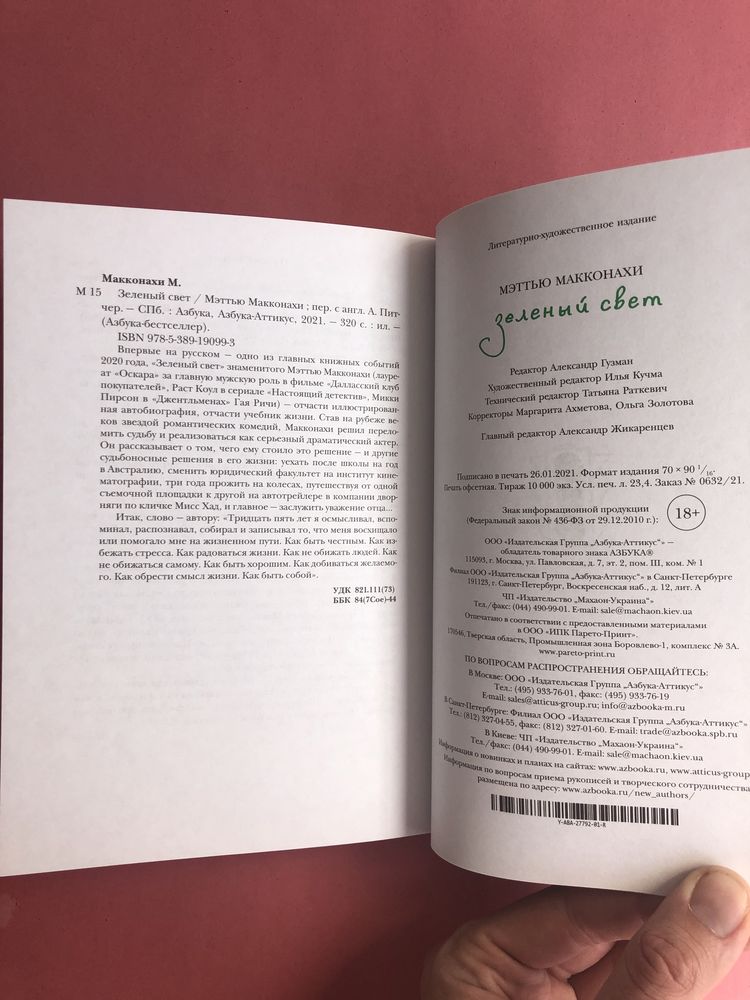 Макконахи М.
М 15 Зеленый свет / Мэттью Макконахи ; пер. с англ. А. Пит-
чер. — СПб. : Азбука, Азбука-Аттикус, 2021. — 320 с. : ил. —
(Азбука-бестселлер).
ISBN 978-5-389-19099-3
Впервые на русском — одно из главных книжных событий
2020 года, «Зеленый свет» знаменитого Мэттью Макконахи (лауре-
ат «Оскара» за главную мужскую роль в фильме «Далласский клуб
покупателей», Раст Коул в сериале «Настоящий детектив», Микки
Пирсон в «Джентльменах» Гая Ричи) — отчасти иллюстрирован-
ная автобиография, отчасти учебник жизни. Став на рубеже ве-
ков звездой романтических комедий, Макконахи решил перело-
мить судьбу и реализоваться как серьезный драматический актер.
Он рассказывает о том, чего ему стоило это решение — и другие
судьбоносные решения в его жизни: уехать после школы на год
в Австралию, сменить юридический факультет на институт кине-
матографии, три года прожить на колесах, путешествуя от одной
съемочной площадки к другой на автотрейлере в компании двор-
няги по кличке Мисс Хад, и главное — заслужить уважение отца...
Итак, слово — автору: «Тридцать пять лет я осмысливал, вспо-
минал, распознавал, собирал и записывал то, что меня восхищало
или помогало мне на жизненном пути. Как быть честным. Как из-
бежать стресса. Как радоваться жизни. Как не обижать людей. Как
не обижаться самому. Как быть хорошим. Как добиваться желаемо-
го. Как обрести смысл жизни. Как быть собой».
УДК 821.111(73)
ББК 84(7Сое)-44
Литературно-художественное издание
МЭТТЬЮ МАККОНАХИ
зеленый свет
Редактор Александр Гузман
Художественный редактор Илья Кучма
Технический редактор Татьяна Раткевич
Корректоры Маргарита Ахметова, Ольга Золотова
Главный редактор Александр Жикаренцев
Подписано в печать 26.01.2021. Формат издания 70 × 90 1/16.
Печать офсетная. Тираж 10 000 экз. Усл. печ. л. 23,4. Заказ № 0632/21.
Знак информационной продукции
(Федеральный закон № 436-ФЗ от 29.12.2010 г.): 18+
ООО «Издательская Группа „Азбука-Аттикус“» —
обладатель товарного знака АЗБУКА®
115093, г. Москва, ул. Павловская, д. 7, эт. 2, пом. III, ком. № 1
Филиал ООО «Издательская Группа „Азбука-Аттикус“» в Санкт-Петербурге
191123, г. Санкт-Петербург, Воскресенская наб., д. 12, лит. А
ЧП «Издательство „Махаон-Украина“»
Тел./факс: (044) 490-99-01. E-mail: sale@machaon.kiev.ua
Отпечатано в соответствии с предоставленными материалами
в ООО «ИПК Парето-Принт».
170546, Тверская область, Промышленная зона Боровлево-1, комплекс № 3А.
www.pareto-print.ru
ПО ВОПРОСАМ РАСПРОСТРАНЕНИЯ ОБРАЩАЙТЕСЬ:
В Москве: ООО «Издательская Группа „Азбука-Аттикус“»
Тел.: (495) 933-76-01, факс: (495) 933-76-19
E-mail: sales@atticus-group.ru; info@azbooka-m.ru
В Санкт-Петербурге: Филиал ООО «Издательская Группа „Азбука-Аттикус“»
Тел.: (812) 327-04-55, факс: (812) 327-01-60. E-mail: trade@azbooka.spb.ru
В Киеве: ЧП «Издательство „Махаон-Украина“»
Тел./факс: (044) 490-99-01. E-mail: sale@machaon.kiev.ua
Информация о новинках и планах на сайтах: www.azbooka.ru, www.atticus-group
Информация по вопросам приема рукописей и творческого сотрудничества
размещена по адресу: www.azbooka.ru/new_authors/
Y-ABA-27792-01-R